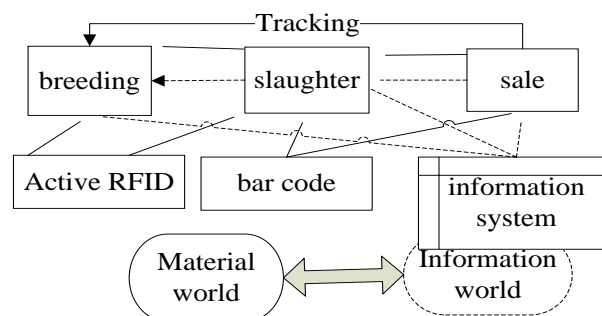 Tracking
breeding
slaughter
sale
Active RFID
bar code
information
system
Material
world
Information
world